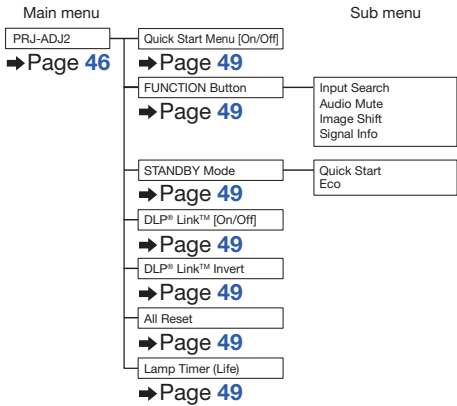 Main menu
Sub menu
PRJ-ADJ2
➡Page 46
Quick Start Menu [On/Off]
➡Page 49
FUNCTION Button
➡Page 49
Input Search
Audio Mute
Image Shift
Signal Info
STANDBY Mode
➡Page 49
Quick Start
Eco
DLP® Link™ [On/Off]
➡Page 49
DLP® Link™ Invert
➡Page 49
All Reset
➡Page 49
Lamp Timer (Life)
➡Page 49